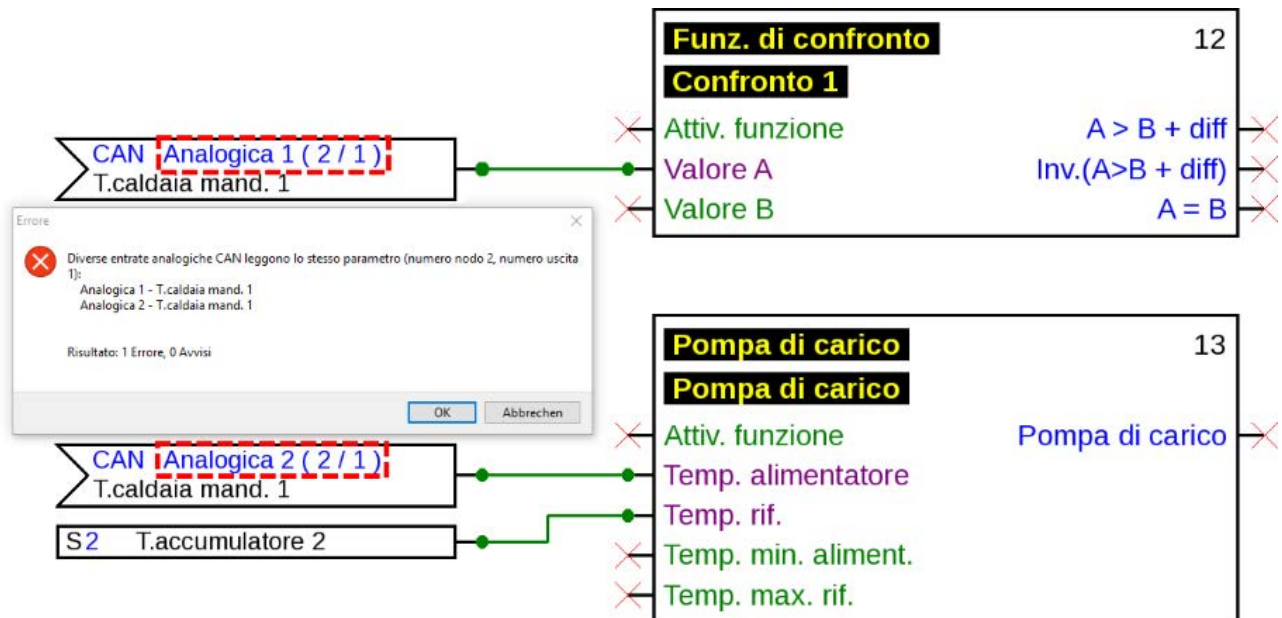 Funz. di confronto 12
Confronto 1
CAN Analogica 1 ( 2 / 1 )
T.caldaia mand. 1
Attiv. funzione A > B + diff
Valore A Inv.(A>B + diff)
Valore B A = B
Errore
Diverse entrate analogiche CAN leggono lo stesso parametro (numero nodo 2, numero uscita
1):
Analogica 1 - T.caldaia mand. 1
Analogica 2 - T.caldaia mand. 1
Risultato: 1 Errore, 0 Avvisi
OK Abbrechen
Pompa di carico 13
Pompa di carico
CAN Analogica 2 ( 2 / 1 )
T.caldaia mand. 1
S2 T.accumulatore 2
Attiv. funzione Pompa di carico
Temp. alimentatore
Temp. rif.
Temp. min. aliment.
Temp. max. rif.